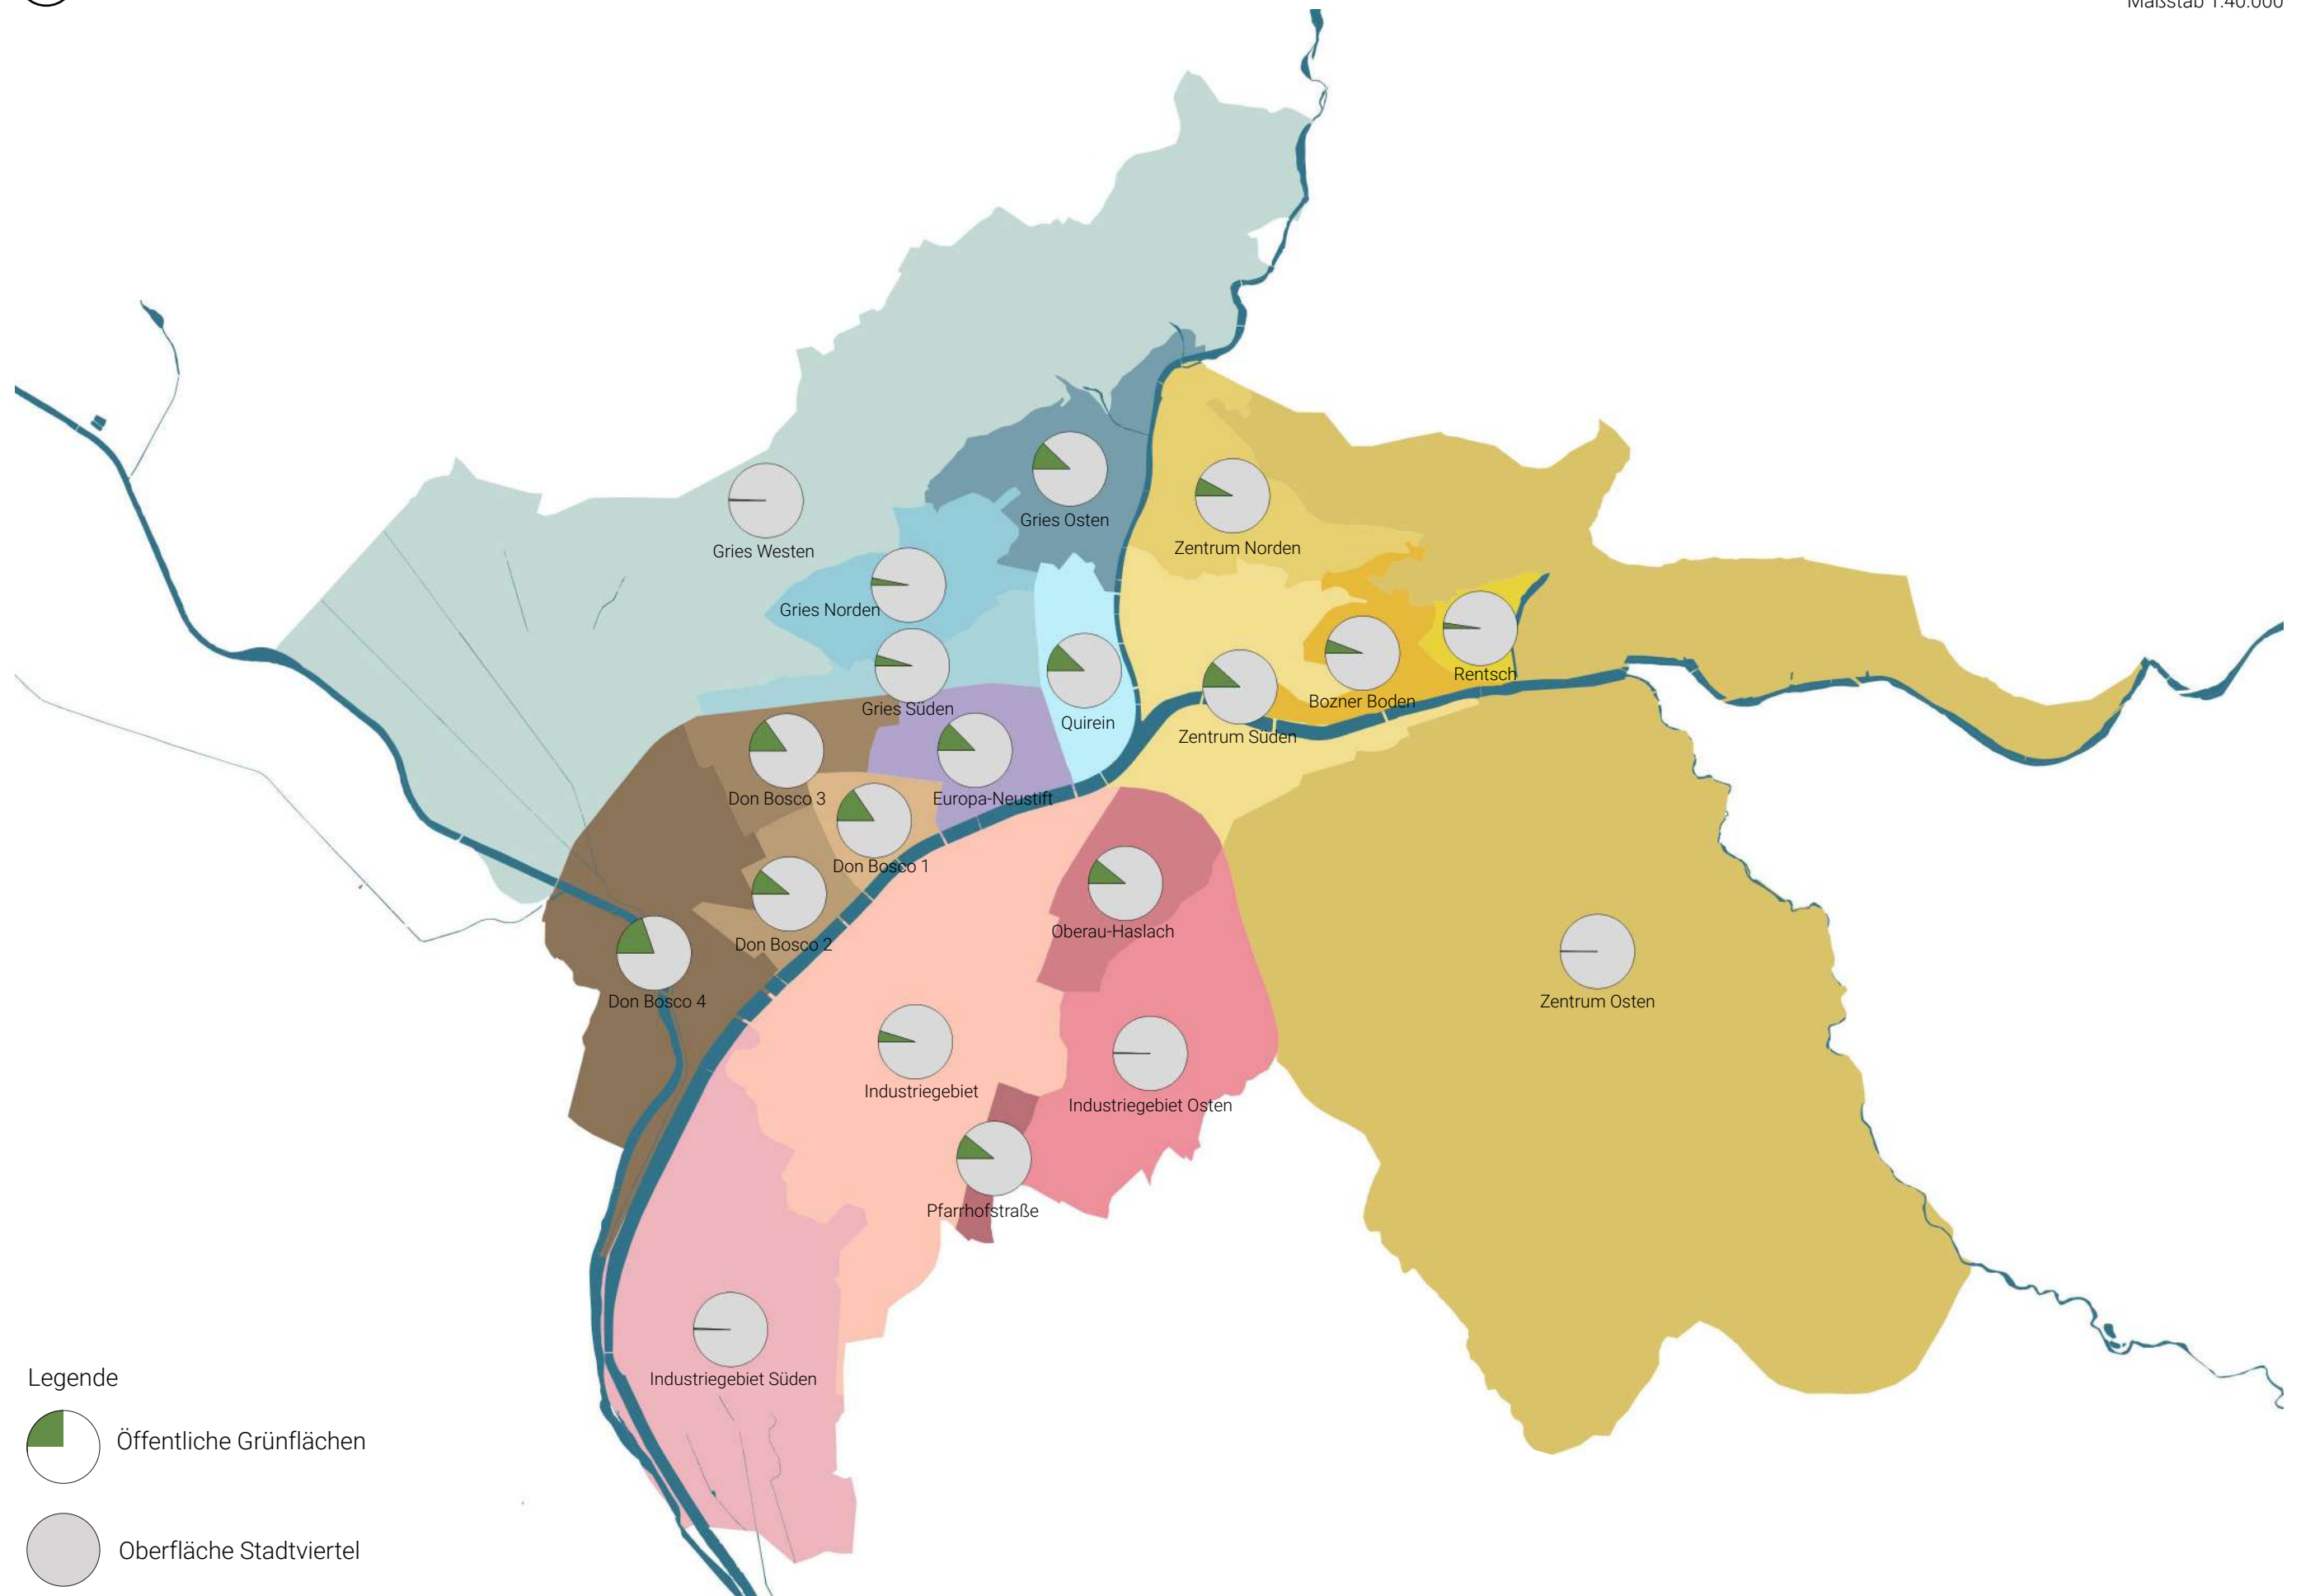 Maßstab 1:40.000
Gries Osten
Zentrum Norden
Gries Westen
Gries Norden
Rentsch
Bozner Boden
Gries Süden
Quirein
Zentrum Süden
Don Bosco 3
Europa-Neustift
Don Bosco 1
Oberau-Haslach
Don Bosco 2
Don Bosco 4
Zentrum Osten
Industriegebiet
Industriegebiet Osten
Pfarrhofstraße
Industriegebiet Süden
Legende
Öffentliche Grünflächen
Oberfläche Stadtviertel